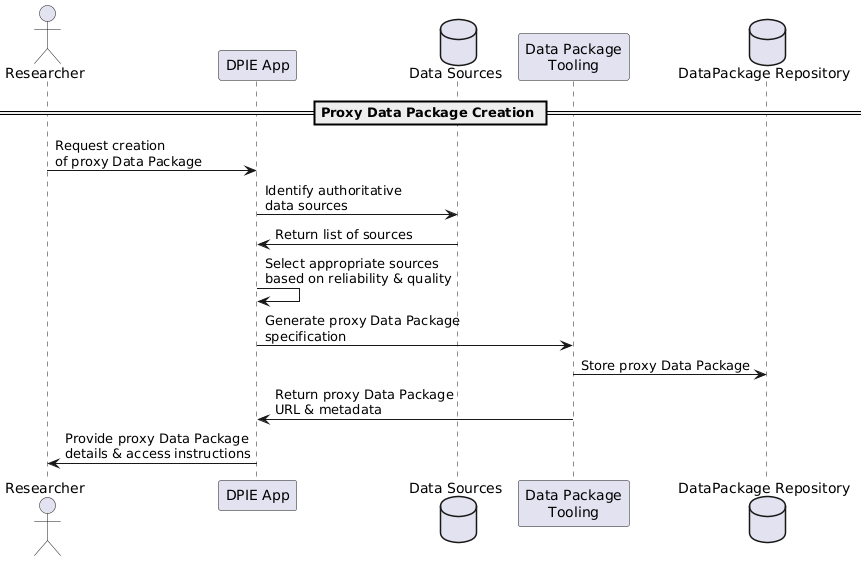 Researcher
DPIE App
Data Sources
Data Package
Tooling
DataPackage Repository
Proxy Data Package Creation
Request creation
of proxy Data Package
Identify authoritative
data sources
Return list of sources
Select appropriate sources
based on reliability & quality
Generate proxy Data Package
specification
Store proxy Data Package
Return proxy Data Package
URL & metadata
Provide proxy Data Package
details & access instructions
Researcher
DPIE App
Data Sources
Data Package
Tooling
DataPackage Repository